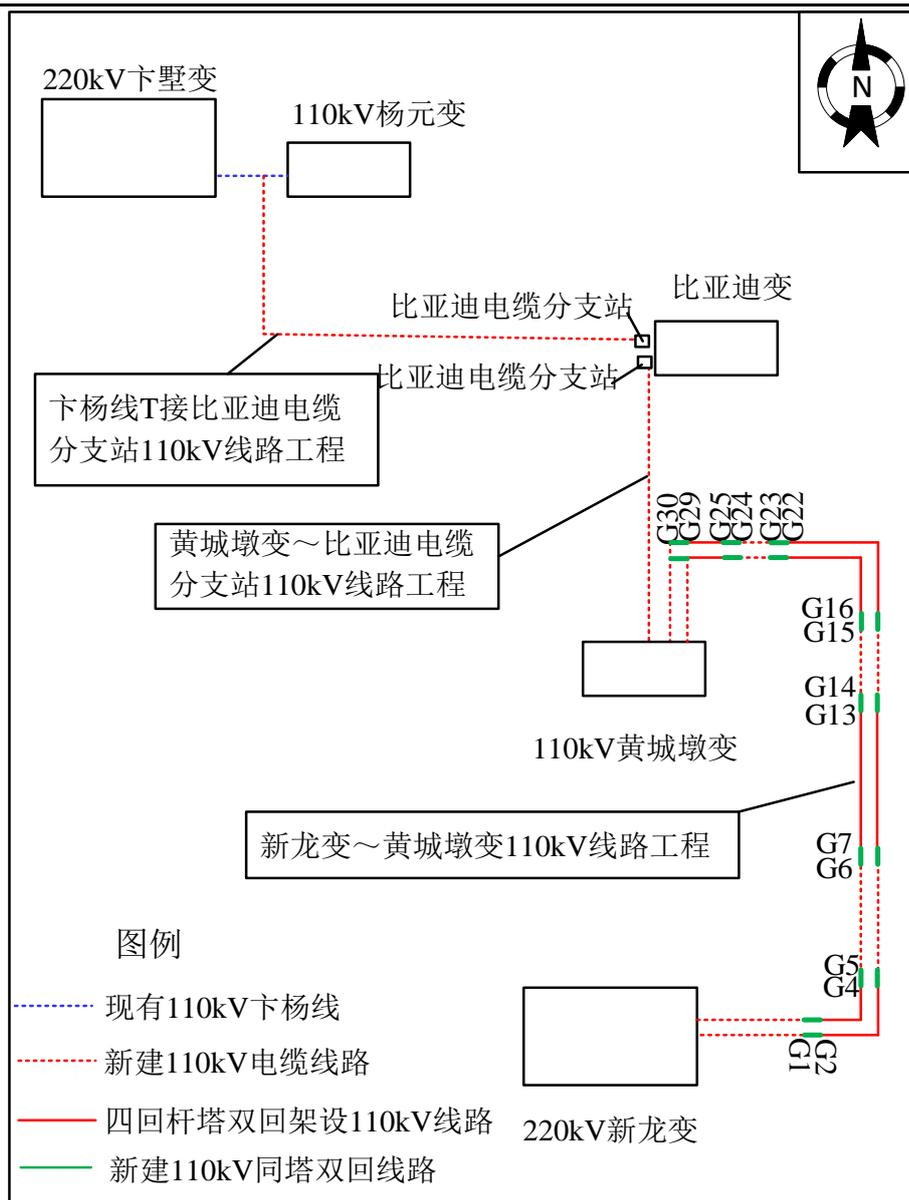 N
220kV卞墅变
110kV杨元变
比亚迪变
比亚迪电缆分支站
比亚迪电缆分支站
卞杨线T接比亚迪电缆
分支站110kV线路工程
黄城墩变～比亚迪电缆
分支站110kV线路工程
G30
G29
G25
G24
G23
G22
G16
G15
G14
G13
110kV黄城墩变
新龙变～黄城墩变110kV线路工程
G7
G6
G5
G4
G1
G2
220kV新龙变
图例
现有110kV卞杨线
新建110kV电缆线路
四回杆塔双回架设110kV线路
新建110kV同塔双回线路